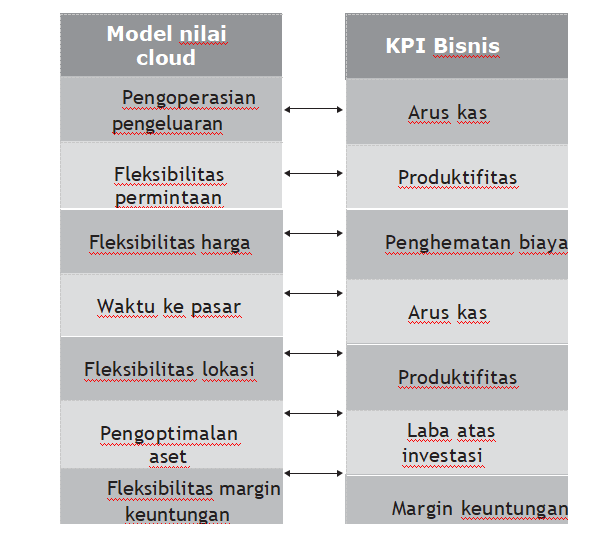 Model nilai
cloud
KPI Bisnis
Pengoperasian
pengeluaran
Arus kas
Fleksibilitas
permintaan
Produktifitas
Fleksibilitas harga
Penghematan biaya
Waktu ke pasar
Arus kas
Fleksibilitas lokasi
Produktifitas
Pengoptimalan
aset
Laba atas
investasi
Fleksibilitas margin
keuntungan
Margin keuntungan